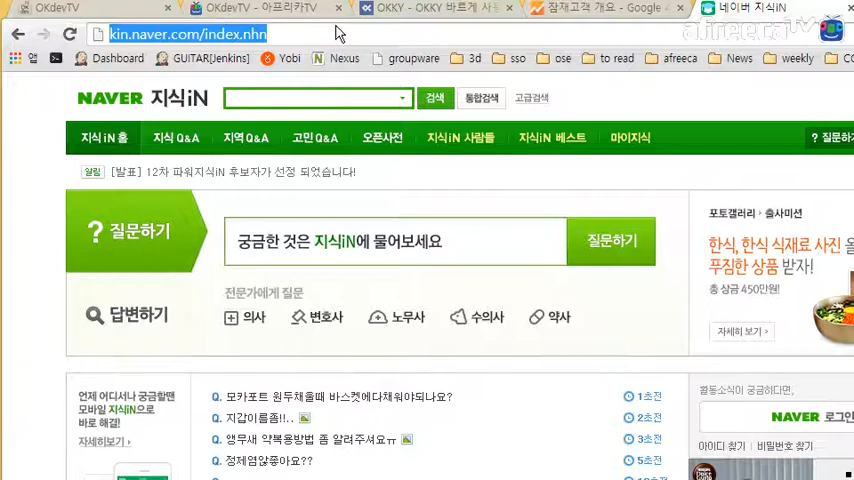 OKdevTV
OKdevTV - 아프리카TV
OKKY - OKKY 바르게 사
잠재고객 개요 - Google
네이버 지식iN
kin.naver.com/index.nhn
afreecaTV
앱
Dashboard
GUITAR[Jenkins]
Yobi
Nexus
groupware
3d
sso
ose
to read
afreeca
News
weekly
NAVER 지식iN
검색
통합검색
고급검색
지식iN 홈
지식 Q&A
지역 Q&A
고민 Q&A
오픈사전
지식iN 사람들
지식iN 베스트
마이지식
? 질문하기
알림 [발표] 12차 파워지식iN 후보자가 선정 되었습니다!
? 질문하기
궁금한 것은 지식iN에 물어보세요
질문하기
답변하기
전문가에게 질문
의사
변호사
노무사
수의사
약사
포토갤러리 › 출사미션
한식, 한식 식재료 사진 올
푸짐한 상품 받자!
총 상금 450만원!
자세히 보기 ›
언제 어디서나 궁금할땐
모바일 지식iN으로
바로 해결!
자세히보기 ›
Q. 모카포트 원두채울때 바스켓에다채워야되나요? 1초전
Q. 지갑이름좀!!.. 2초전
Q. 앵무새 약복용방법 좀 알려주셔요ㅠ 3초전
Q. 정제염않좋아요?? 5초전
활동소식이 궁금하다면,
NAVER 로그인
아이디 찾기 | 비밀번호 찾기